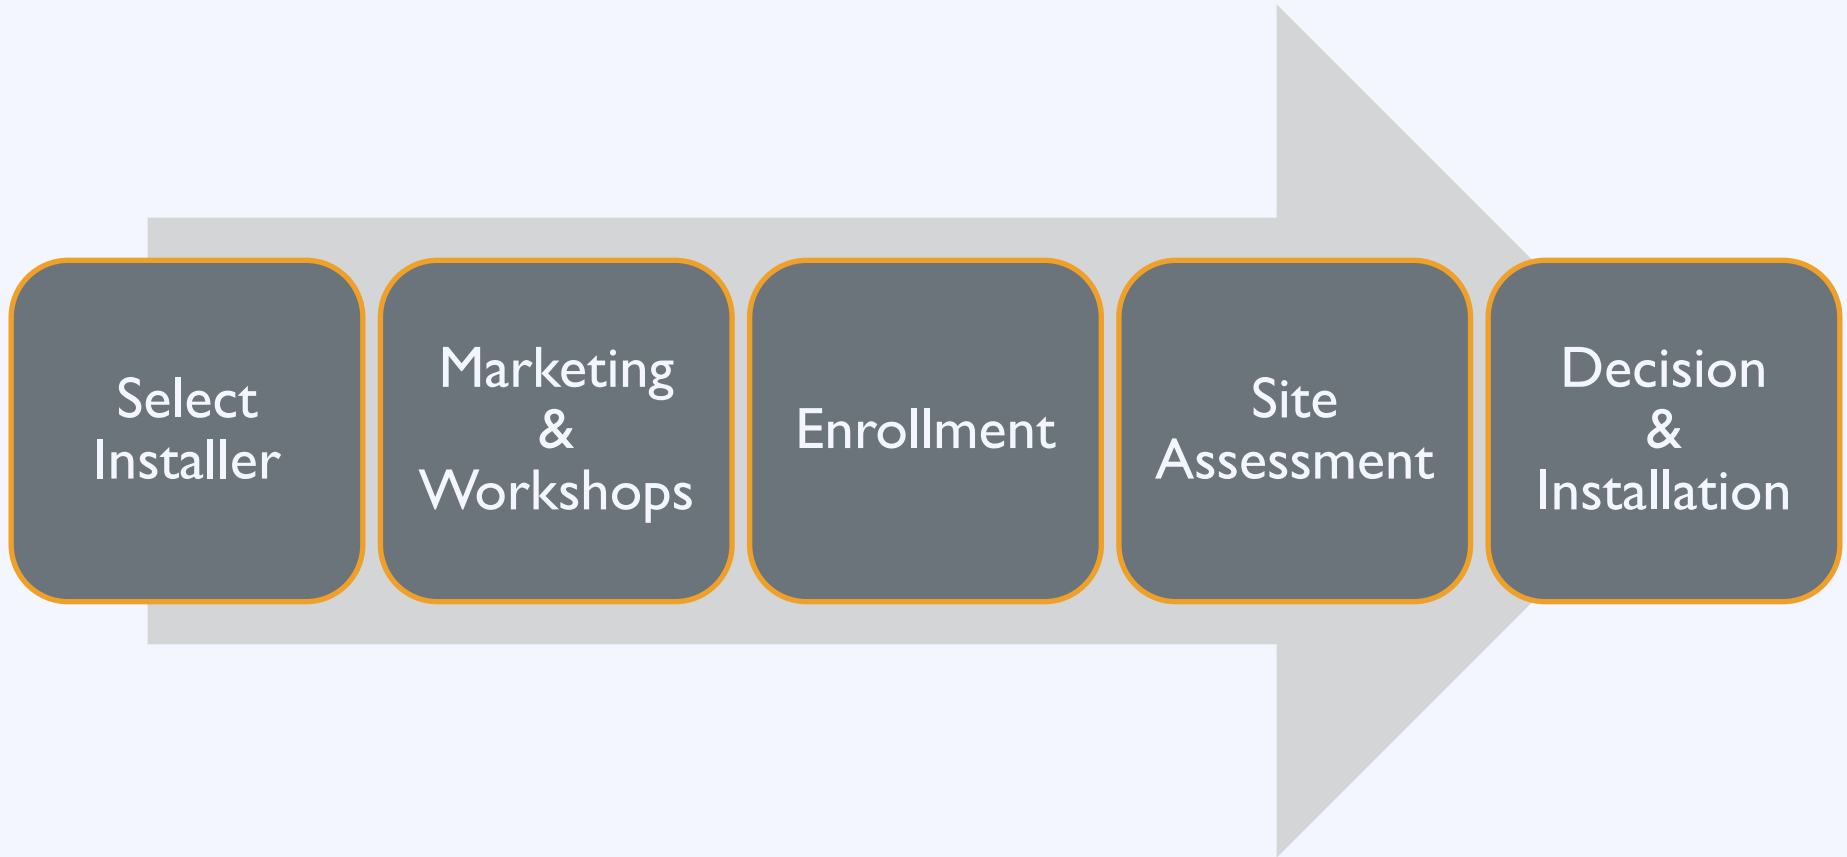 Select
Installer
Marketing
&
Workshops
Enrollment
Site
Assessment
Decision
&
Installation